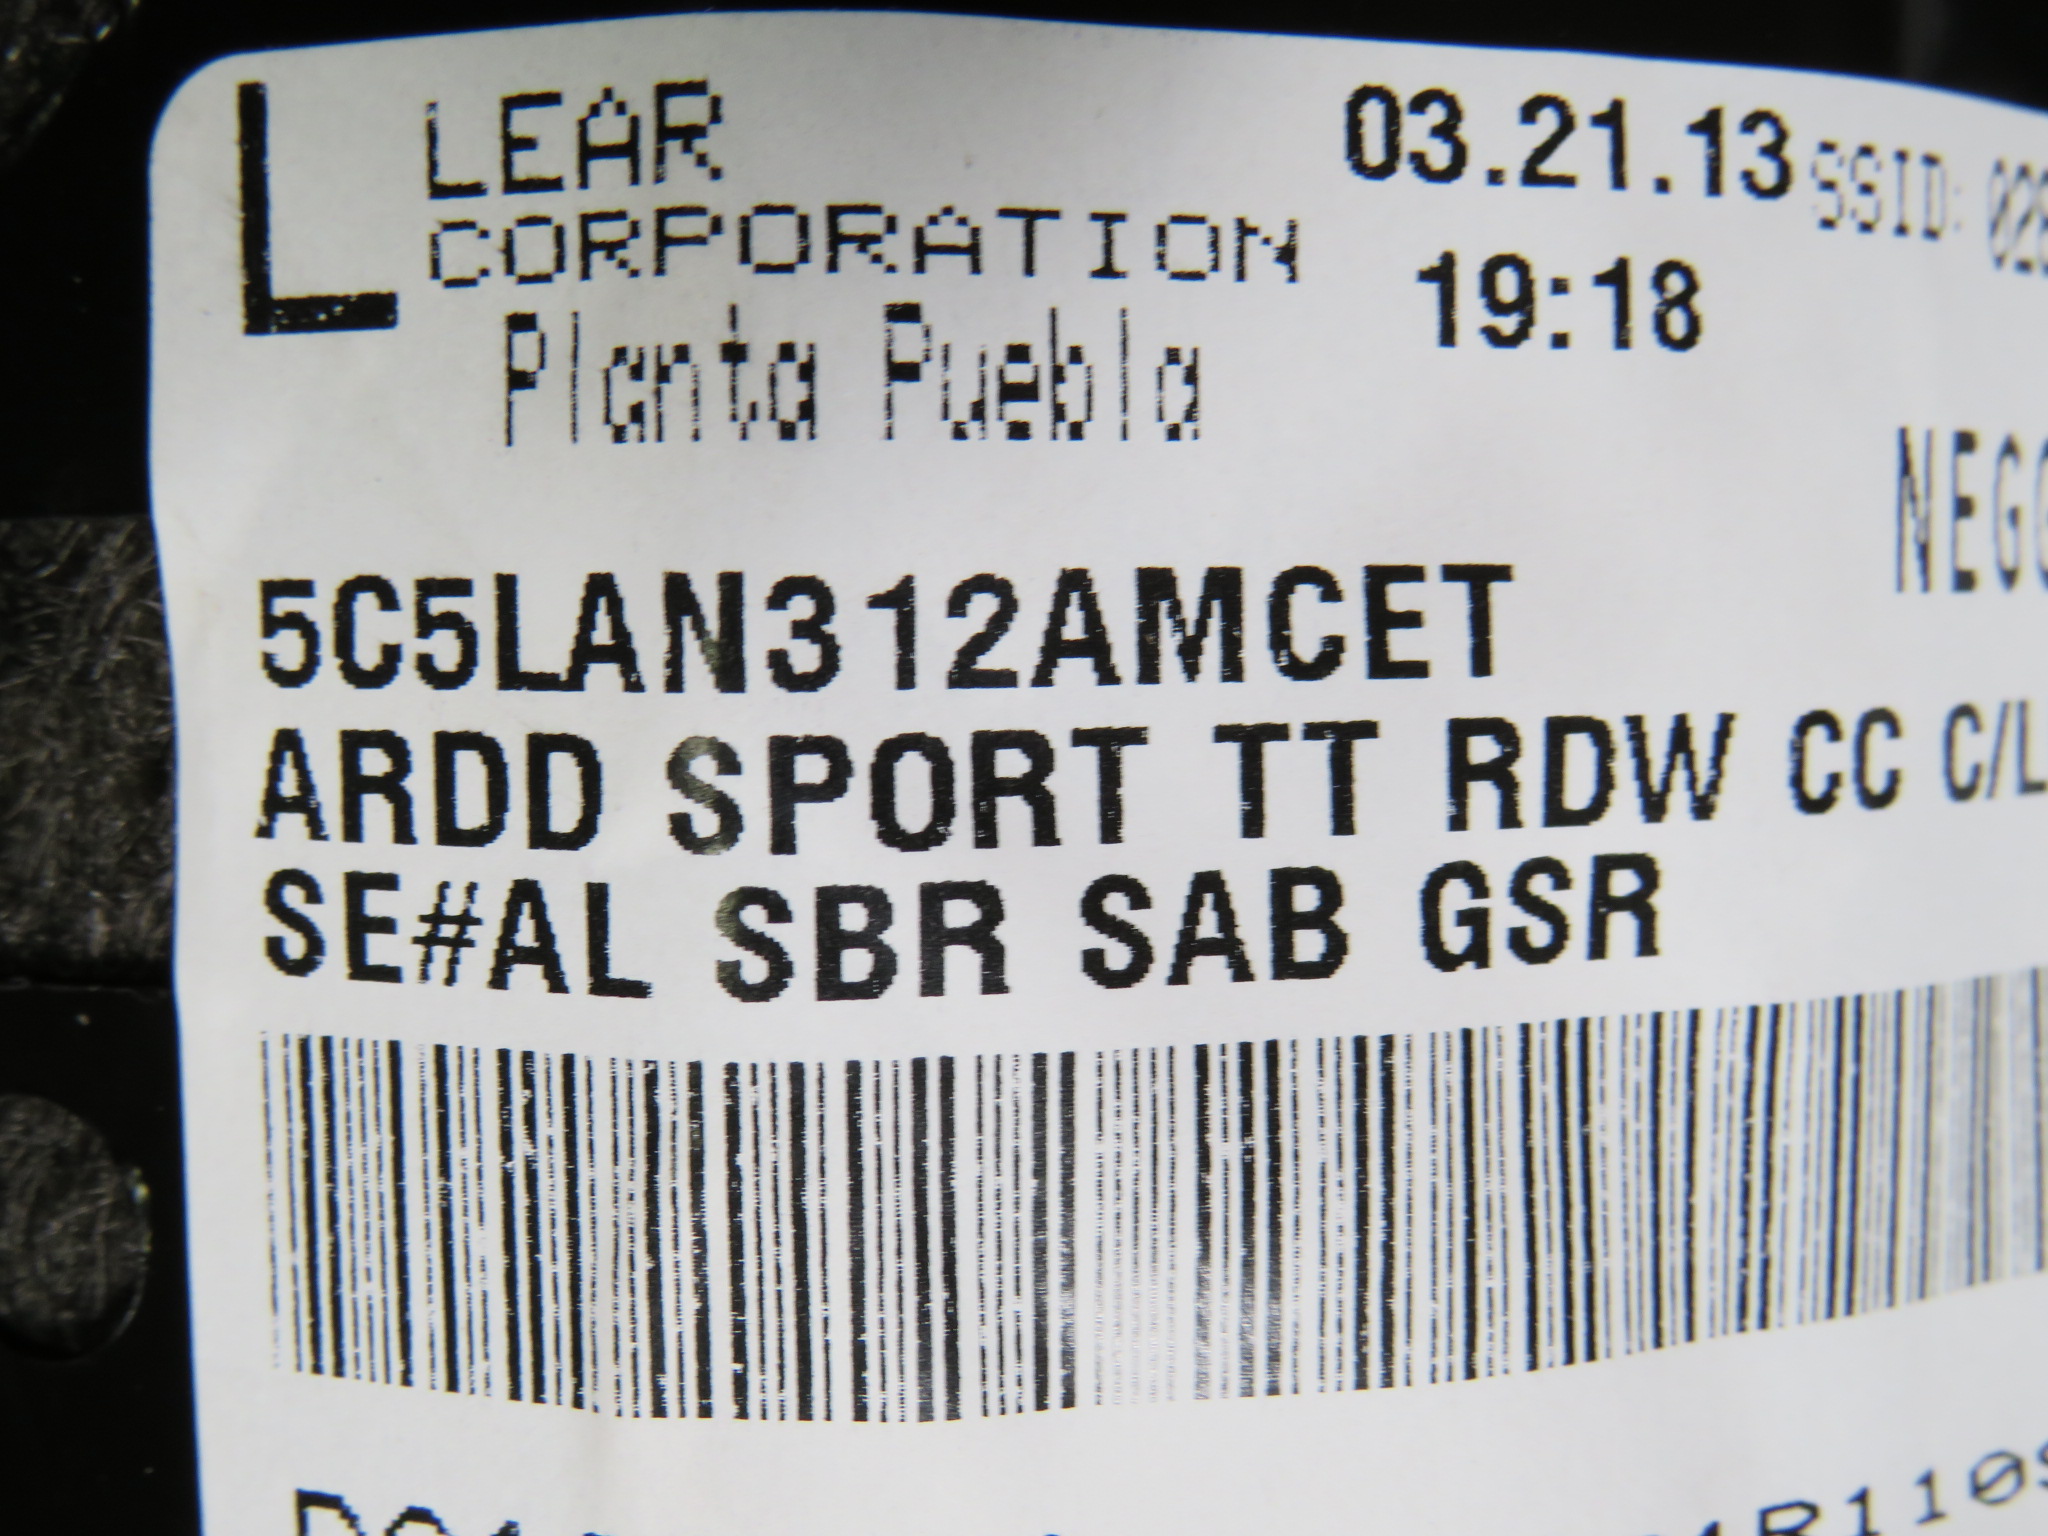 L LEAR 03.21.13 SSID:
CORPORATION 19:18
Planta Puebla
5C5LAN312AMCET
ARDD SPORT TT RDW CC C/L
SE#AL SBR SAB GSR